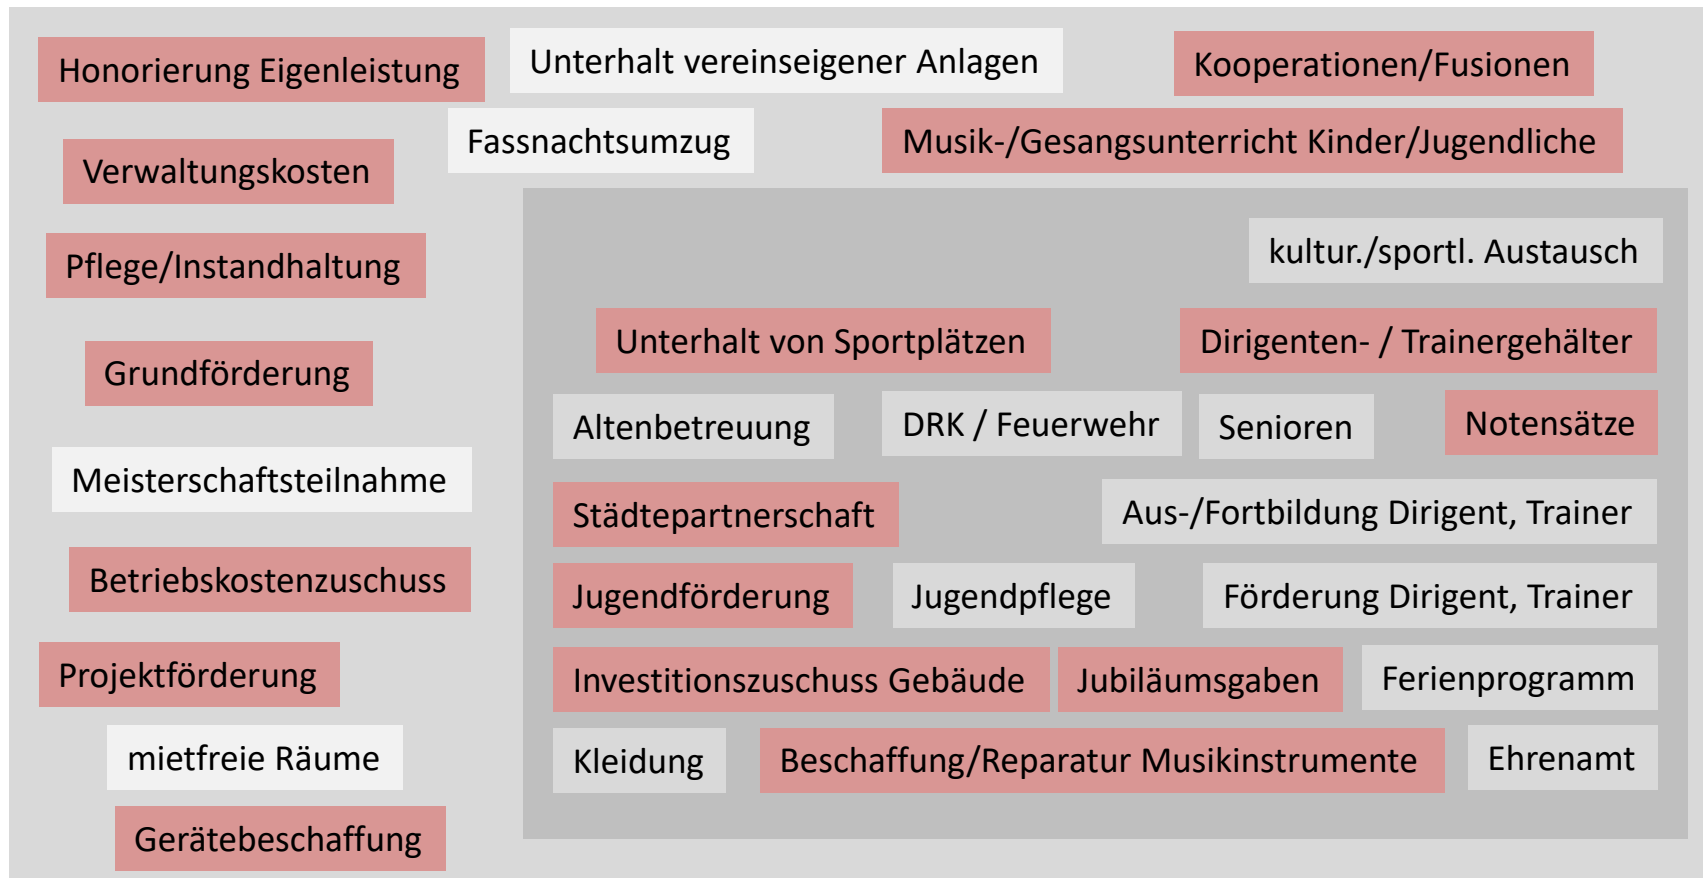 Honorierung Eigenleistung
Unterhalt vereinseigener Anlagen
Kooperationen/Fusionen
Fassnachtsumzug
Musik-/Gesangsunterricht Kinder/Jugendliche
Verwaltungskosten
Pflege/Instandhaltung
kultur./sportl. Austausch
Grundförderung
Unterhalt von Sportplätzen
Dirigenten- / Trainergehälter
Altenbetreuung
DRK / Feuerwehr
Senioren
Notensätze
Meisterschaftsteilnahme
Städtepartnerschaft
Aus-/Fortbildung Dirigent, Trainer
Betriebskostenzuschuss
Jugendförderung
Jugendpflege
Förderung Dirigent, Trainer
Projektförderung
Investitionszuschuss Gebäude
Jubiläumsgaben
Ferienprogramm
mietfreie Räume
Kleidung
Beschaffung/Reparatur Musikinstrumente
Ehrenamt
Gerätebeschaffung